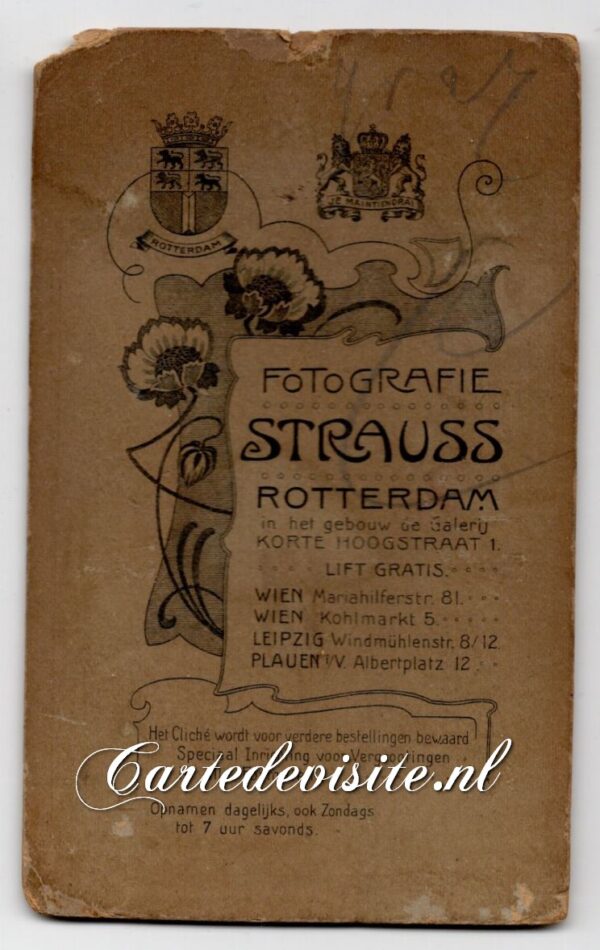 ROTTERDAM
JE MAINTIENDRAI
FOTOGRAFIE
STRAUSS
ROTTERDAM
in het gebouw de Galerij
KORTE HOOGSTRAAT 1.
LIFT GRATIS.
WIEN Mariahilferstr. 81.
WIEN Kohlmarkt 5.
LEIPZIG Windmühlenstr. 8/12.
PLAUEN i/V. Albertplatz 12.
Het Cliché wordt voor verdere bestellingen bewaard
Speciaal voor
Cartedevisite.nl
Opnamen dagelijks, ook Zondags
tot 7 uur savonds.